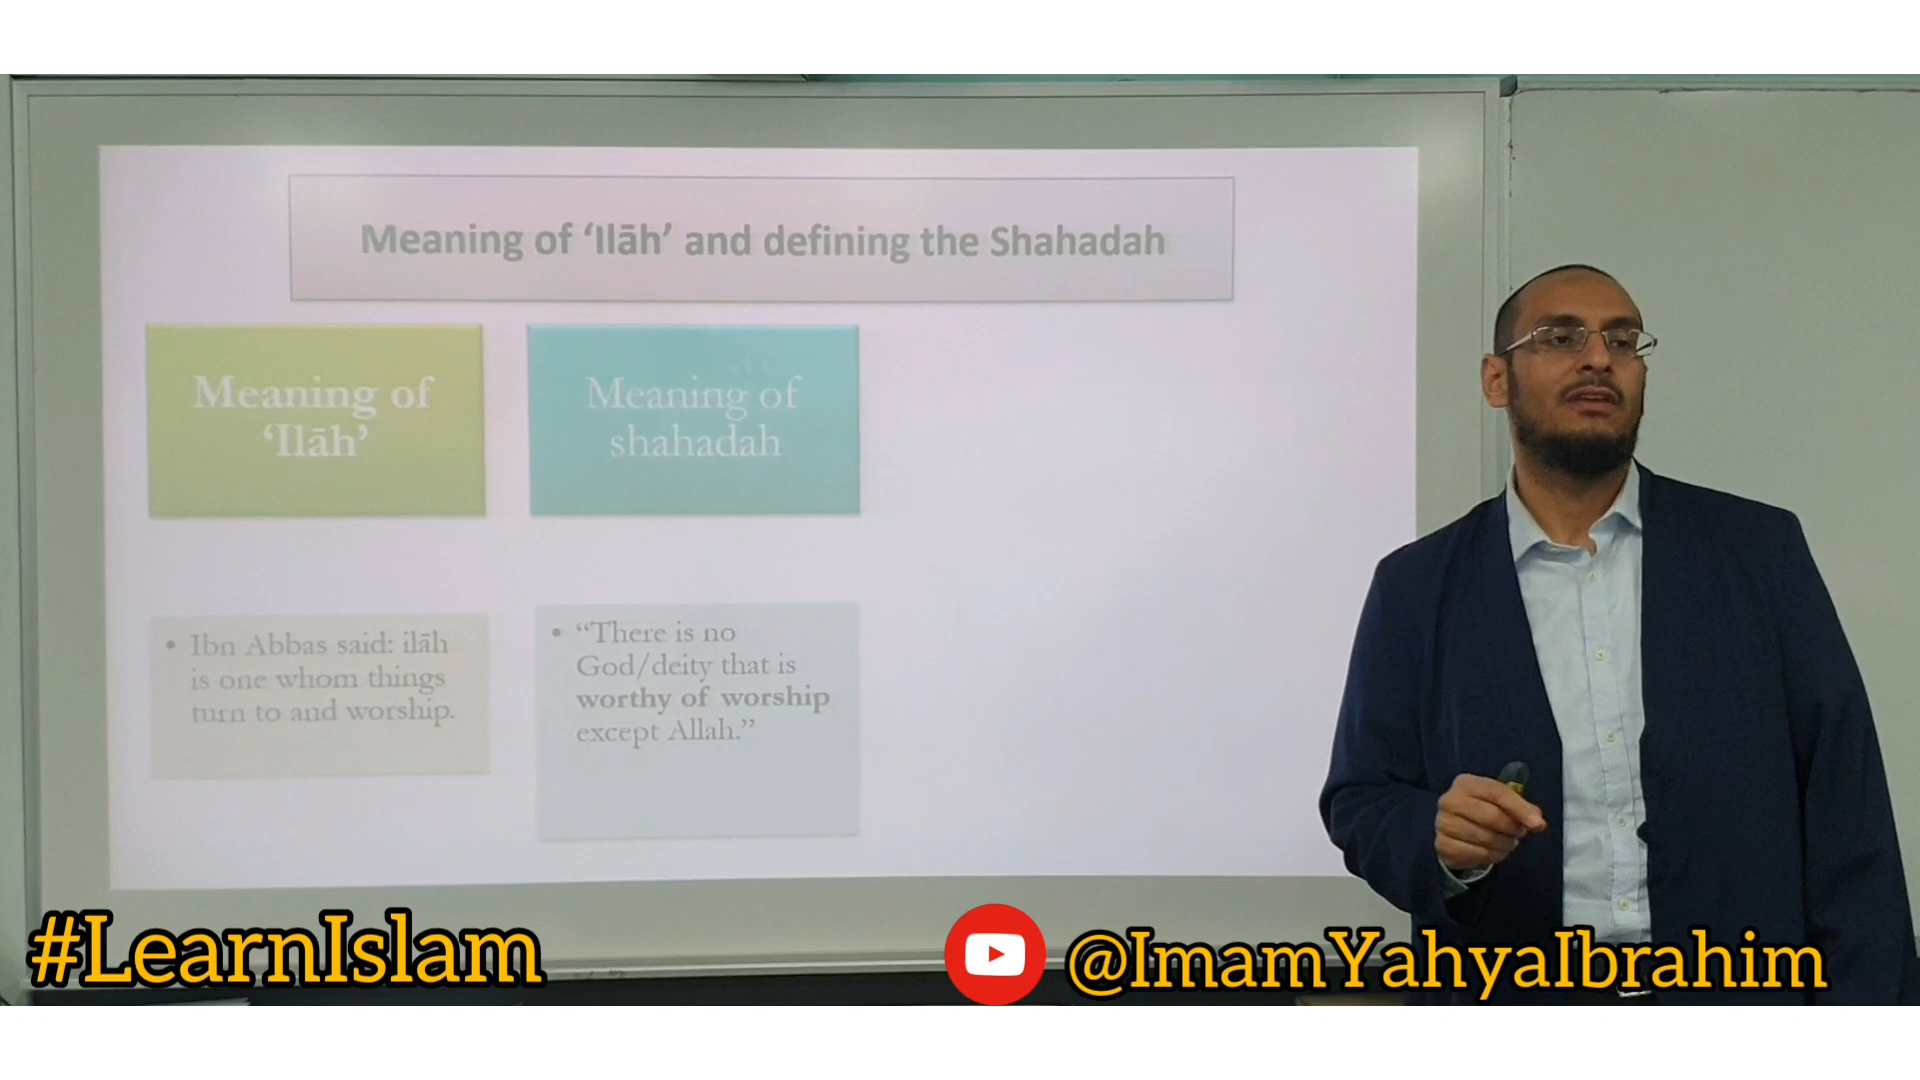 Meaning of ‘Ilāh’ and defining the Shahadah
Meaning of
‘Ilāh’
Meaning of
shahadah
• Ibn Abbas said: ilāh
is one whom things
turn to and worship.
• “There is no
God/deity that is
worthy of worship
except Allah.”
#LearnIslam
@ImamYahyaIbrahim